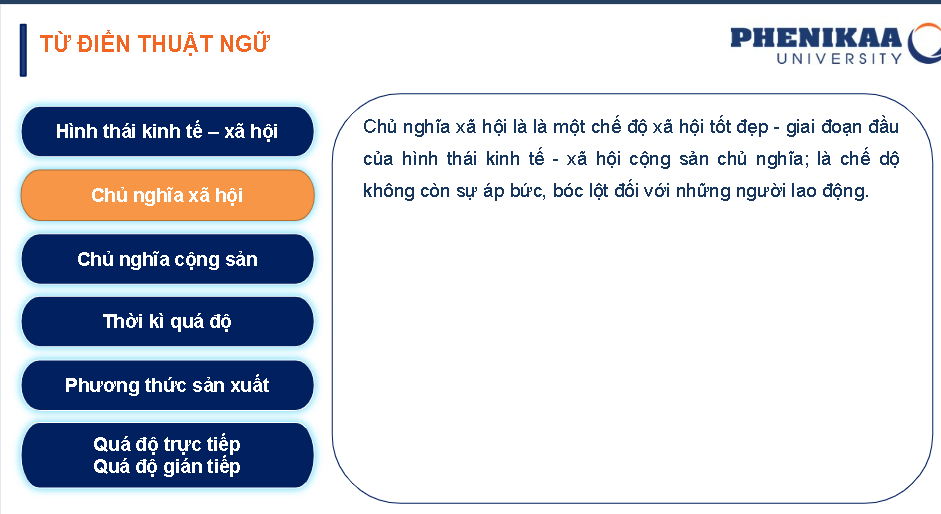 TỪ ĐIỂN THUẬT NGỮ
PHENIKAA
UNIVERSITY
Hình thái kinh tế – xã hội
Chủ nghĩa xã hội
Chủ nghĩa cộng sản
Thời kì quá độ
Phương thức sản xuất
Quá độ trực tiếp
Quá độ gián tiếp
Chủ nghĩa xã hội là là một chế độ xã hội tốt đẹp - giai đoạn đầu
của hình thái kinh tế - xã hội cộng sản chủ nghĩa; là chế dộ
không còn sự áp bức, bóc lột đối với những người lao động.